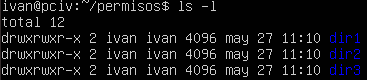 ivan@pciv:~/permisos$ ls -l
total 12
drwxrwxr-x 2 ivan ivan 4096 may 27 11:10 dir1
drwxrwxr-x 2 ivan ivan 4096 may 27 11:10 dir2
drwxrwxr-x 2 ivan ivan 4096 may 27 11:10 dir3